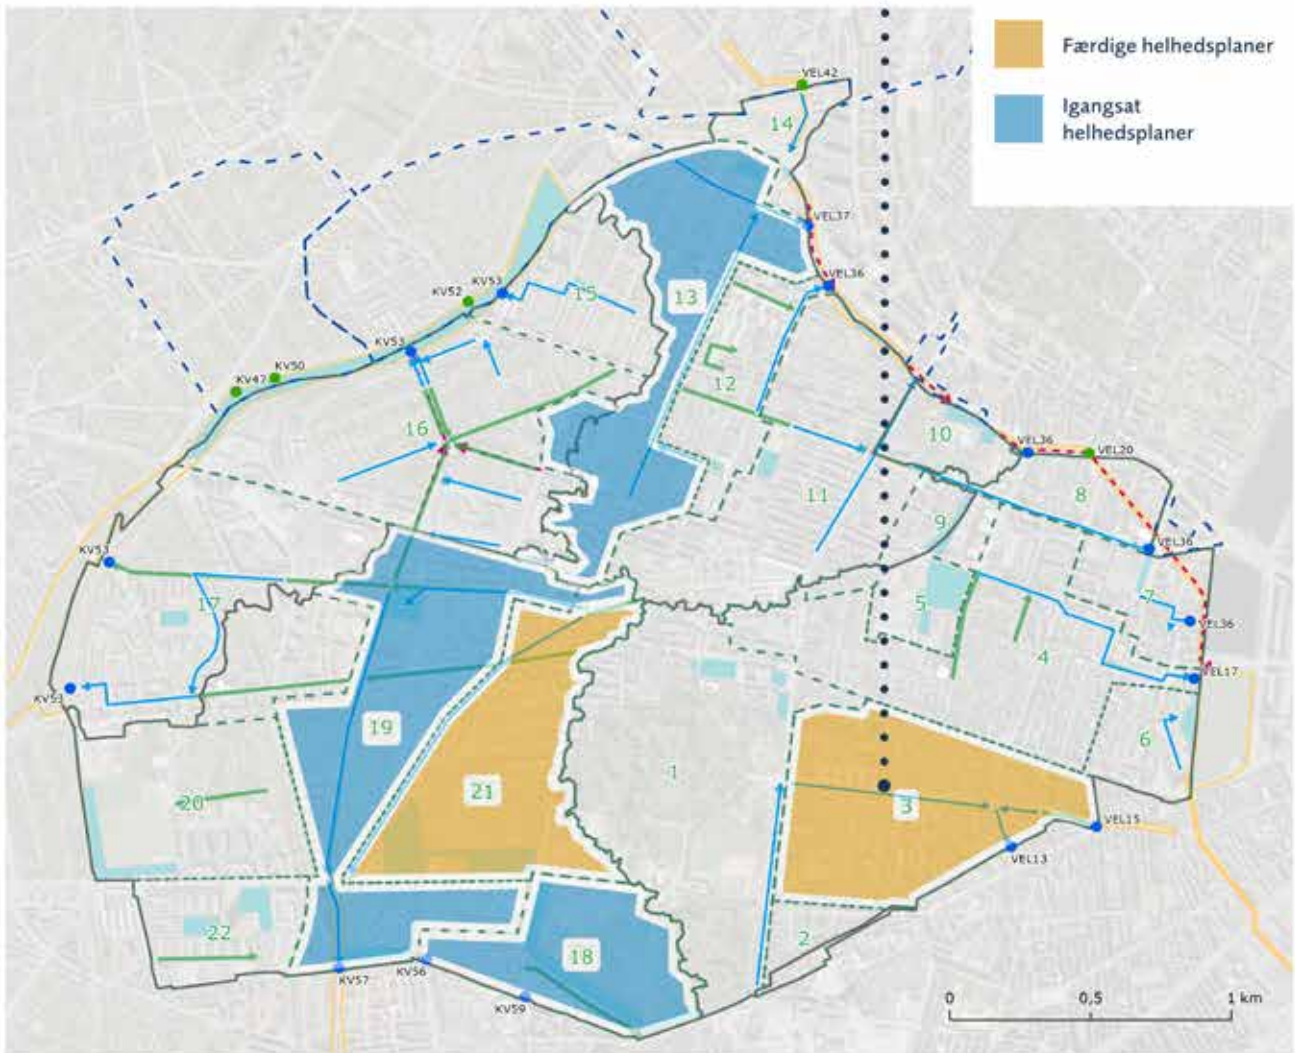 Færdige helhedsplaner
Igangsat
helhedsplaner
VEL42
14
VEL37
VEL36
KV53
KV52
15
13
KV53
KV50
KV47
12
16
10
VEL36
VEL20
11
8
9
KV53
VEL36
17
5
7
VEL36
4
VEL17
KV53
19
6
1
21
20
3
VEL15
VEL13
22
2
18
KV57
KV56
KV59
0
0,5
1 km